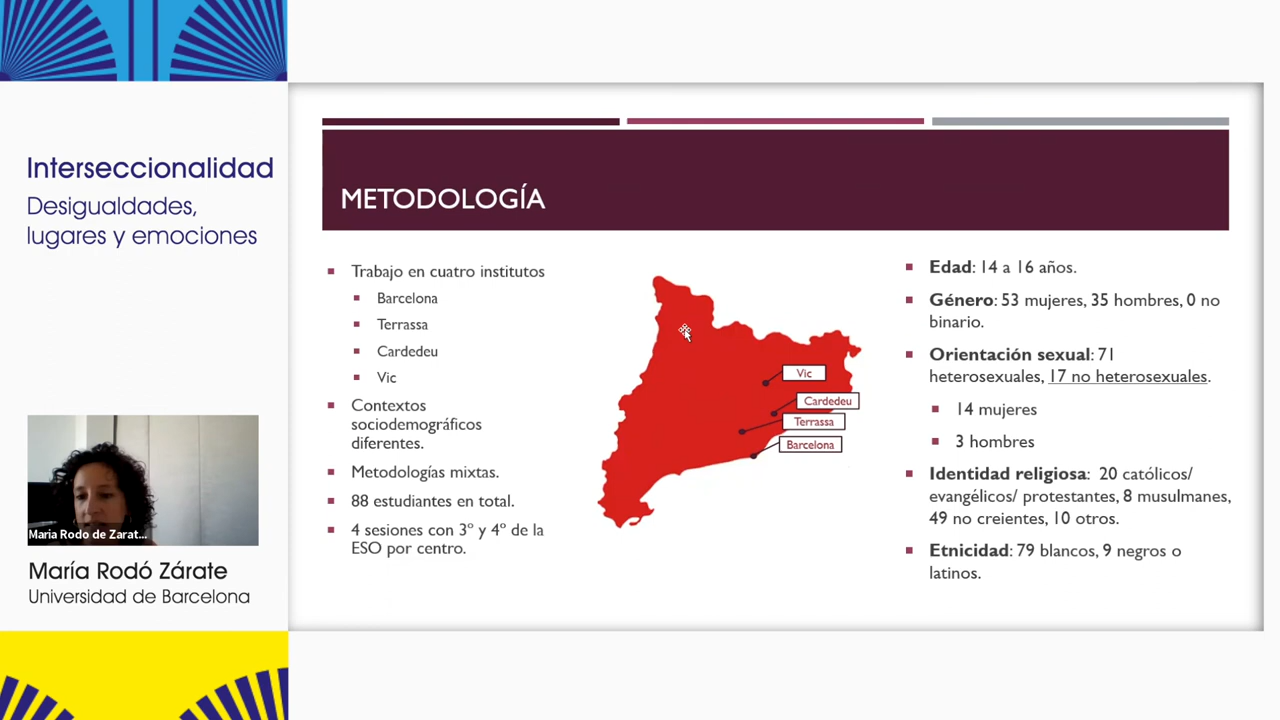 Interseccionalidad
Desigualdades,
lugares y emociones
Maria Rodo de Zarat...
María Rodó Zárate
Universidad de Barcelona
METODOLOGÍA
Trabajo en cuatro institutos
Barcelona
Terrassa
Cardedeu
Vic
Contextos
sociodemográficos
diferentes.
Metodologías mixtas.
88 estudiantes en total.
4 sesiones con 3º y 4º de la
ESO por centro.
Vic
Cardedeu
Terrassa
Barcelona
Edad: 14 a 16 años.
Género: 53 mujeres, 35 hombres, 0 no
binario.
Orientación sexual: 71
heterosexuales, 17 no heterosexuales.
14 mujeres
3 hombres
Identidad religiosa: 20 católicos/
evangélicos/ protestantes, 8 musulmanes,
49 no creientes, 10 otros.
Etnicidad: 79 blancos, 9 negros o
latinos.